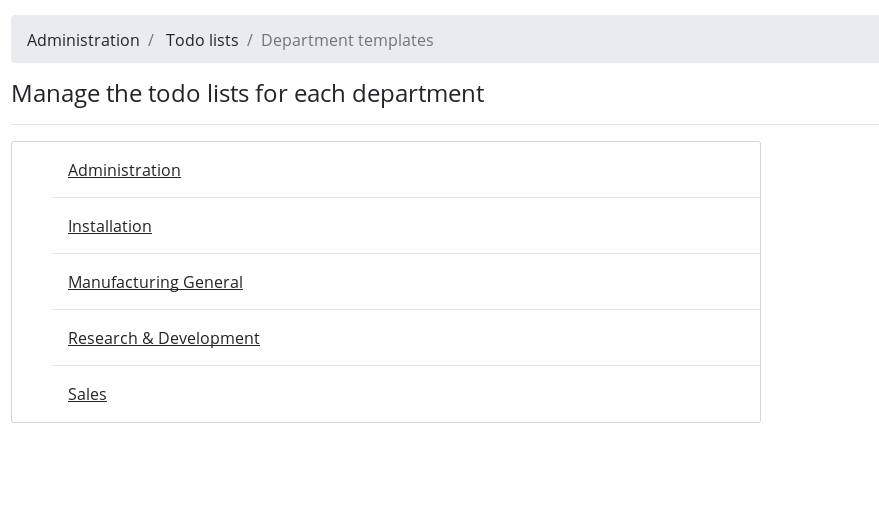 Administration / Todo lists / Department templates
Manage the todo lists for each department
Administration
Installation
Manufacturing General
Research & Development
Sales